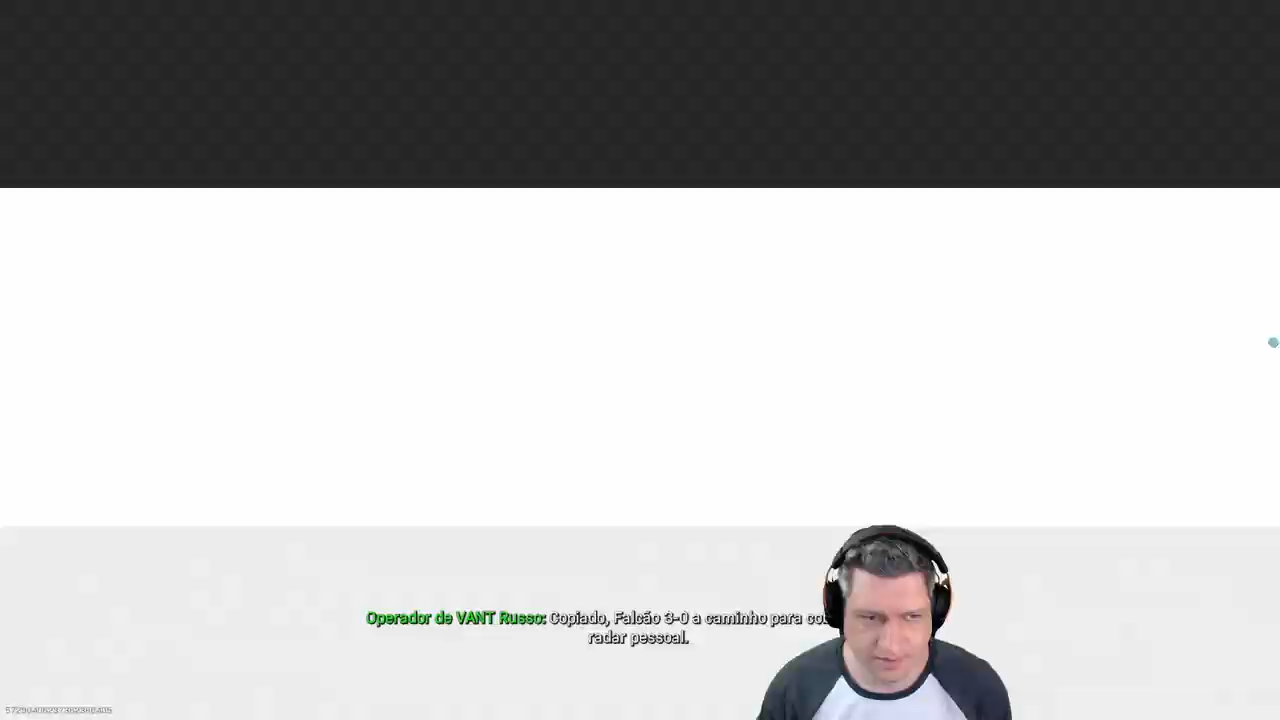 Operador de VANT Russo: Copiado, Falcão 3-0 a caminho para
radar pessoal.